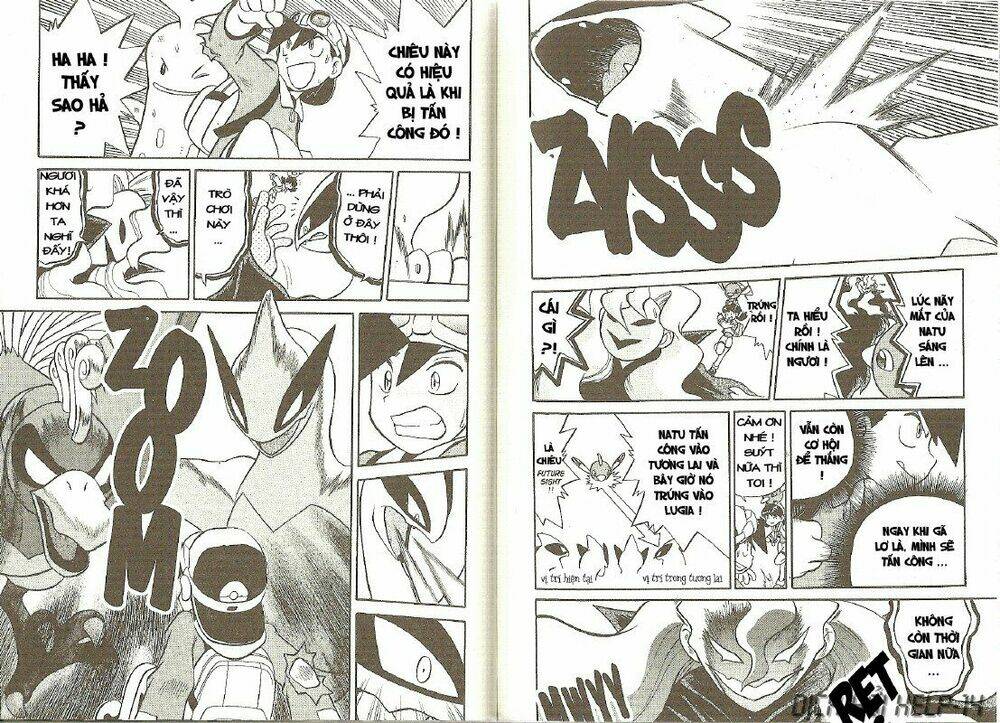 ZYSSS
LÚC NÃY
MẮT CỦA
NATU
SÁNG
LÊN ...
TA HIỂU
RỒI !
CHÍNH LÀ
NGƯƠI !
TRÚNG
RỒI !
CÁI
GÌ
?!
VẪN CÒN
CƠ HỘI
ĐỂ THẮNG !
NGAY KHI GÃ
LƠ LÀ, MÌNH SẼ
TẤN CÔNG ...
CẢM ƠN
NHÉ !
SUÝT
NỮA THÌ
TOI !
NATU TẤN
CÔNG VÀO
TƯƠNG LAI VÀ
BÂY GIỜ NÓ
TRÚNG VÀO
LUGIA !
LÀ
CHIÊU
FUTURE
SIGHT
!!
vị trí hiện tại
vị trí trong tương lai
KHÔNG
CÒN THỜI
GIAN NỮA
...
RET
HWYY
CHIÊU NÀY
CÓ HIỆU
QUẢ LÀ KHI
BỊ TẤN
CÔNG ĐÓ !
HA HA !
THẤY
SAO HẢ
?
... PHẢI
DỪNG
Ở ĐÂY
THÔI !
TRÒ
CHƠI
NÀY
...
ĐÃ
VẬY
THÌ
...
NGƯƠI
KHÁ
HƠN
TA
NGHĨ
ĐẤY!
ZOOM
HELP-74